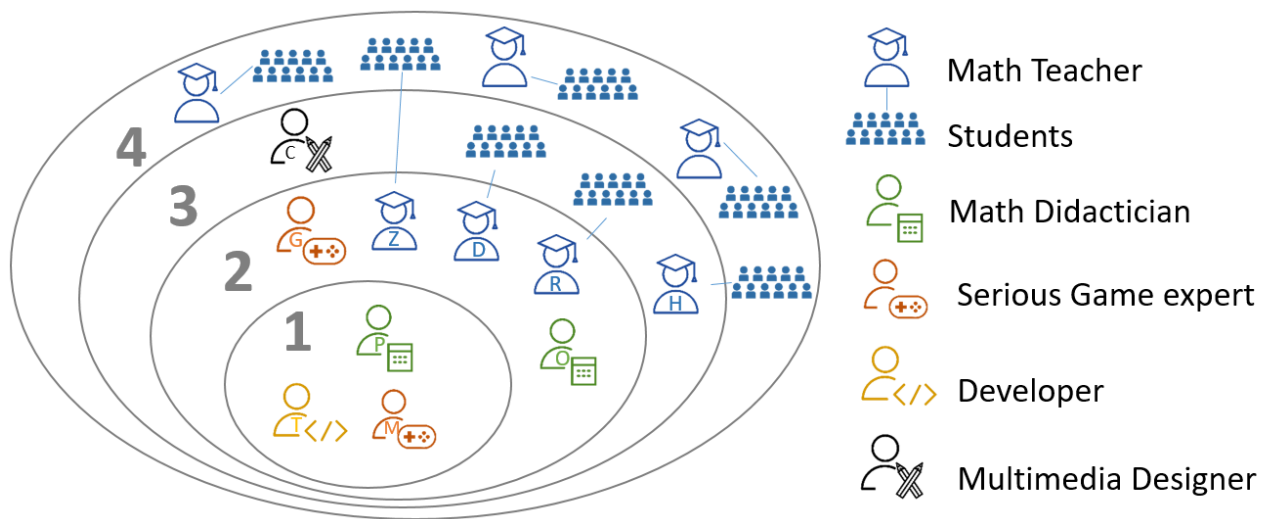 4
C
3
G
Z
D
R
H
2
1
P
O
T
</>
M
Math Teacher
Students
Math Didactician
Serious Game expert
</>
Developer
Multimedia Designer